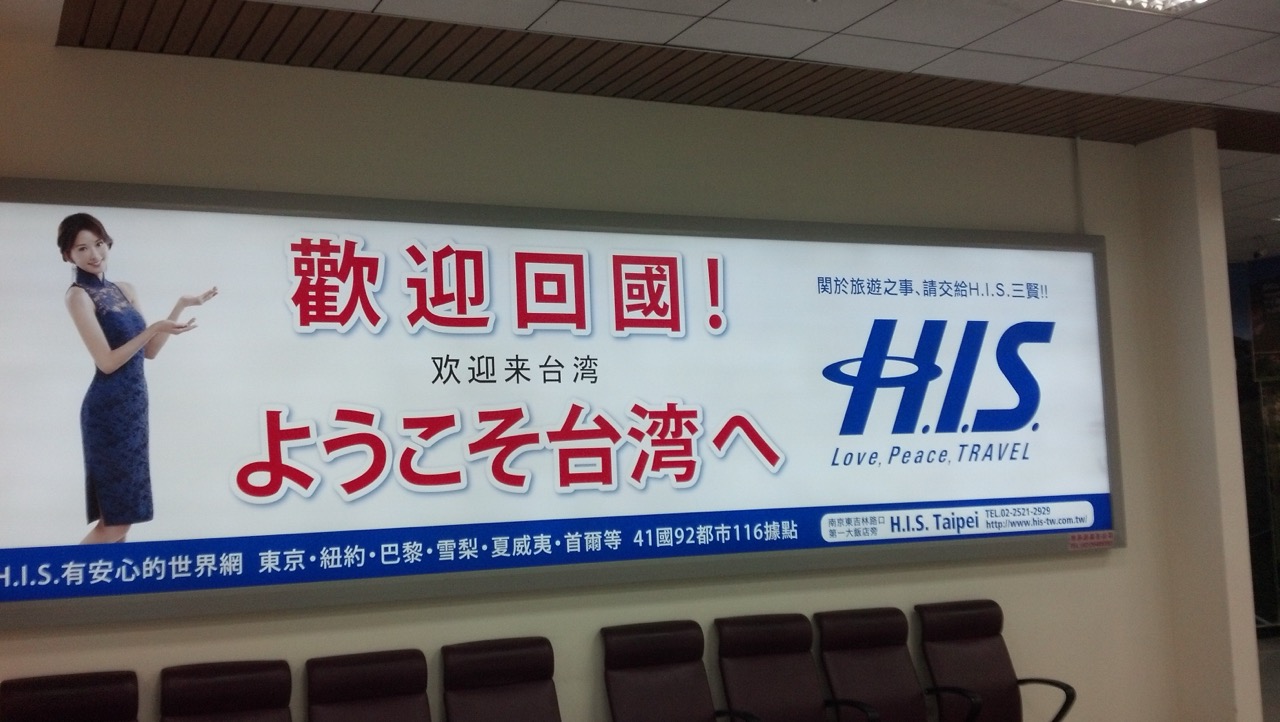 歡迎回國!
欢迎来台湾
ようこそ台湾へ
関於旅遊之事、請交給H.I.S.三賢!!
H.I.S.
Love, Peace, TRAVEL
H.I.S.有安心的世界網 東京・紐約・巴黎・雪梨・夏威夷・首爾等 41國92都市116據點
南京東吉林路口
第一大飯店旁
H.I.S. Taipei
TEL.02-2521-2929
http://www.his-tw.com.tw/